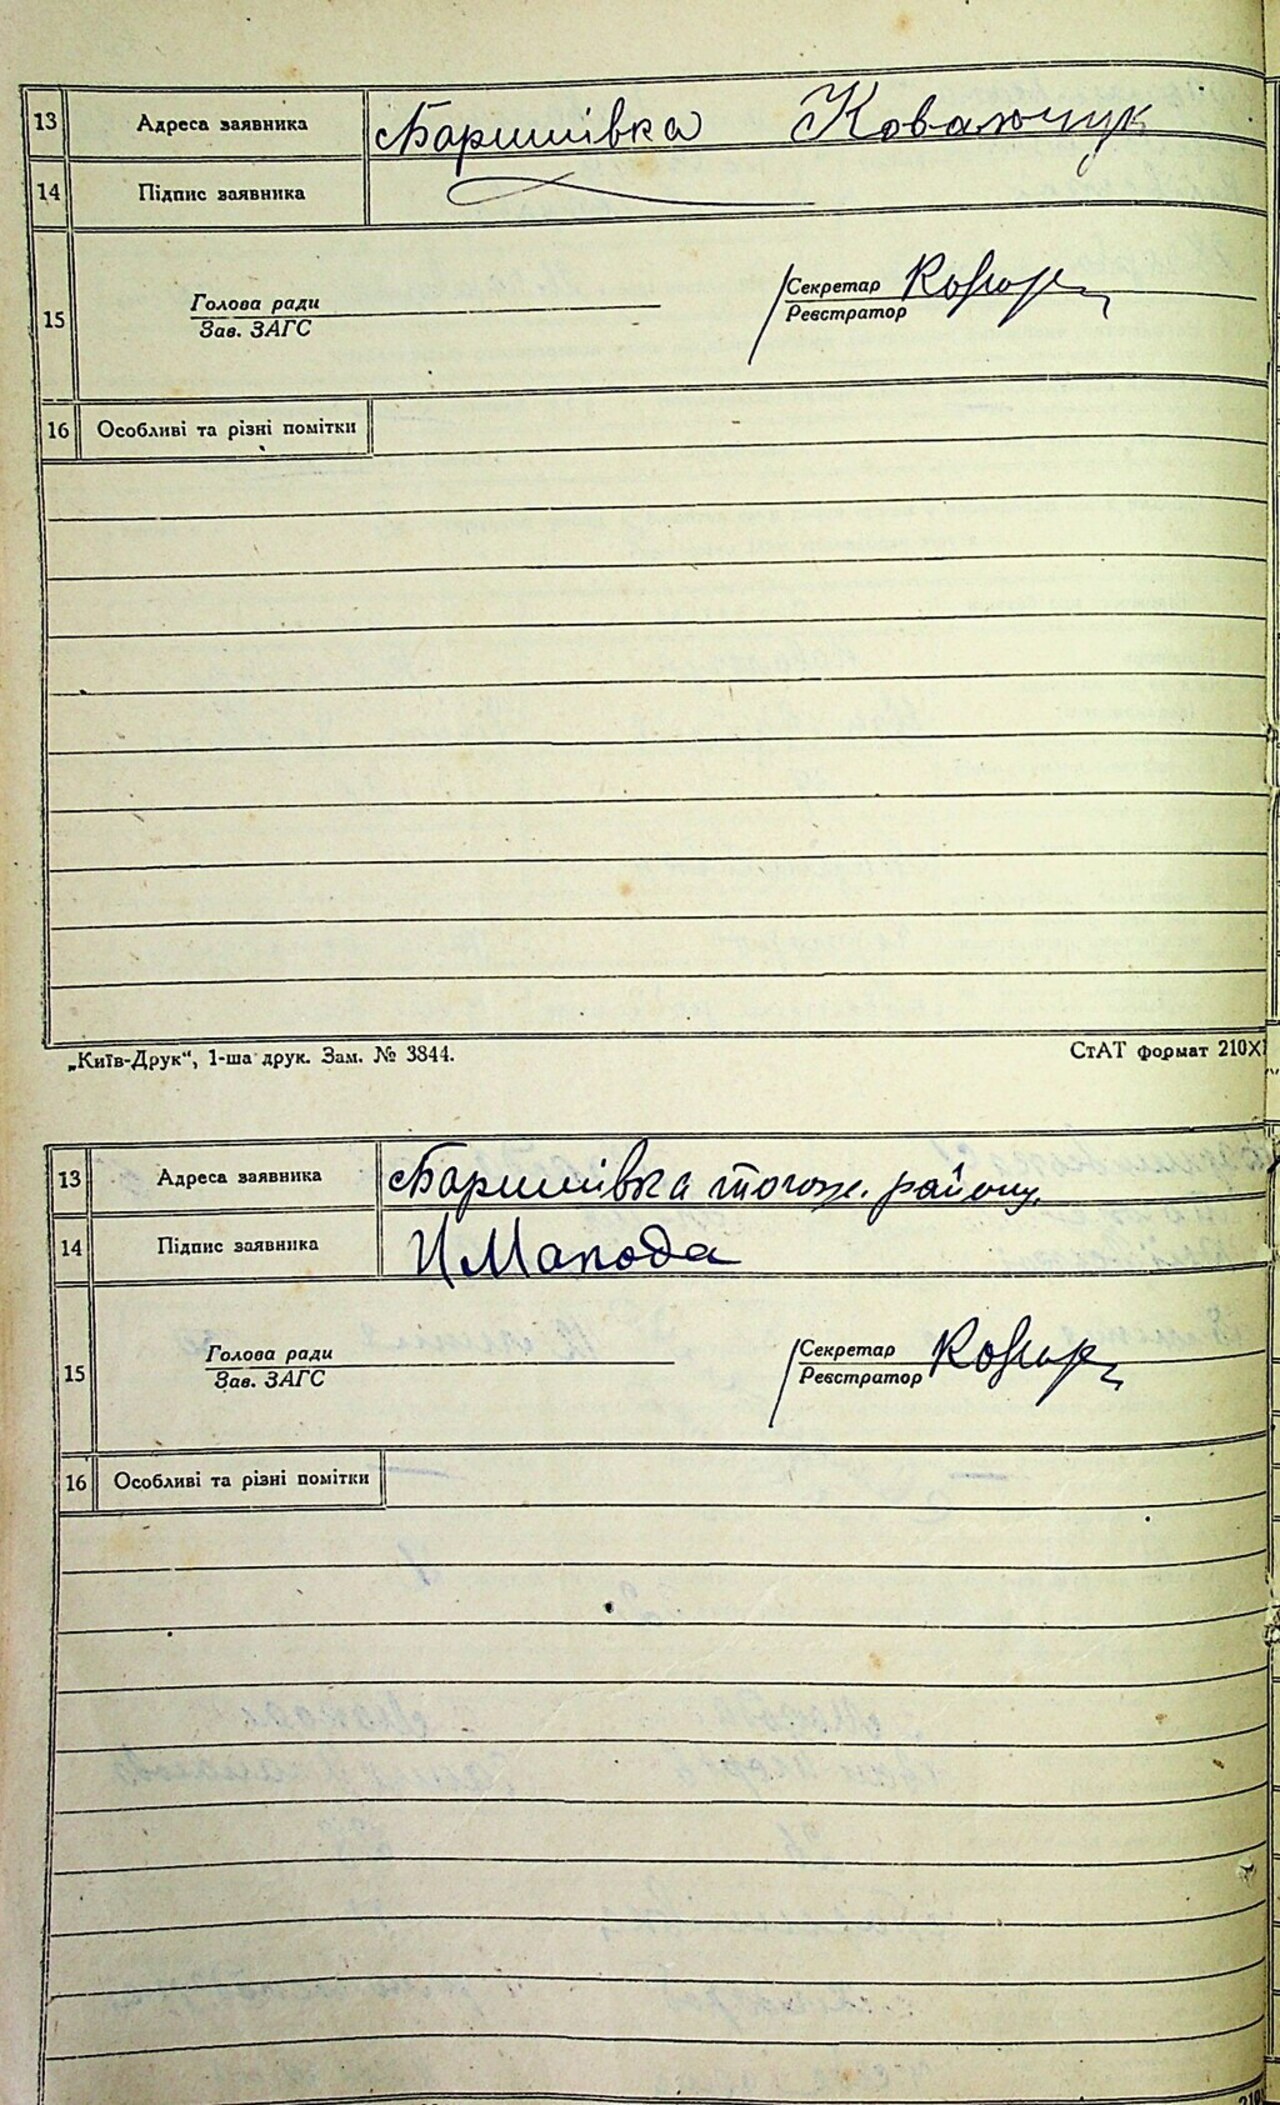 13 Адреса заявника Баришівка Ковальчук
14 Підпис заявника
15 Голова ради Секретар
Зав. ЗАГС Реєстратор
16 Особливі та різні помітки
„Київ-Друк“, 1-ша друк. Зам. № 3844. СтАТ формат 210X
13 Адреса заявника Баришівка тогож. району.
14 Підпис заявника
15 Голова ради Секретар
Зав. ЗАГС Реєстратор
16 Особливі та різні помітки